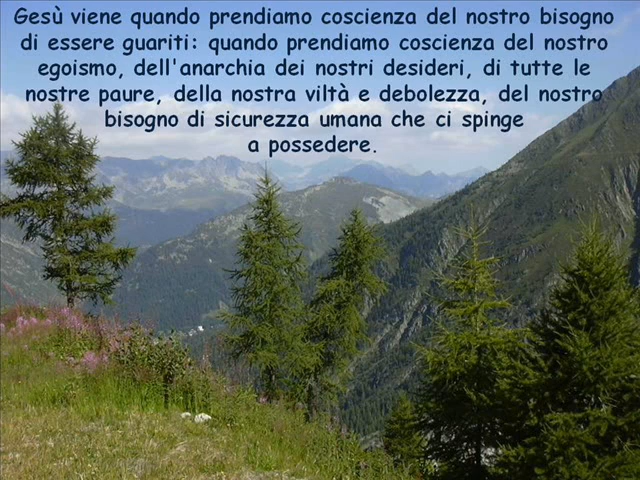 Gesù viene quando prendiamo coscienza del nostro bisogno
di essere guariti: quando prendiamo coscienza del nostro
egoismo, dell'anarchia dei nostri desideri, di tutte le
nostre paure, della nostra viltà e debolezza, del nostro
bisogno di sicurezza umana che ci spinge
a possedere.